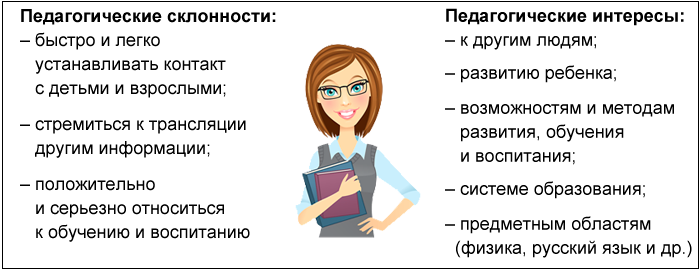 Педагогические склонности:
– быстро и легко
устанавливать контакт
с детьми и взрослыми;
– стремиться к трансляции
другим информации;
– положительно
и серьезно относиться
к обучению и воспитанию
Педагогические интересы:
– к другим людям;
– развитию ребенка;
– возможностям и методам
развития, обучения
и воспитания;
– системе образования;
– предметным областям
(физика, русский язык и др.)